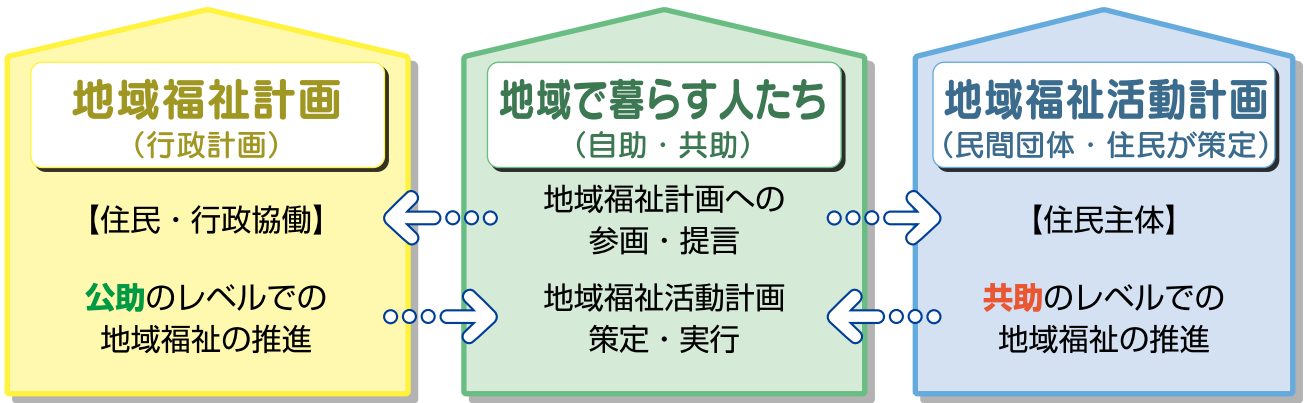 地域福祉計画
（行政計画）
【住民・行政協働】
公助のレベルでの
地域福祉の推進
地域で暮らす人たち
（自助・共助）
地域福祉計画への
参画・提言
地域福祉活動計画
策定・実行
地域福祉活動計画
（民間団体・住民が策定）
【住民主体】
共助のレベルでの
地域福祉の推進